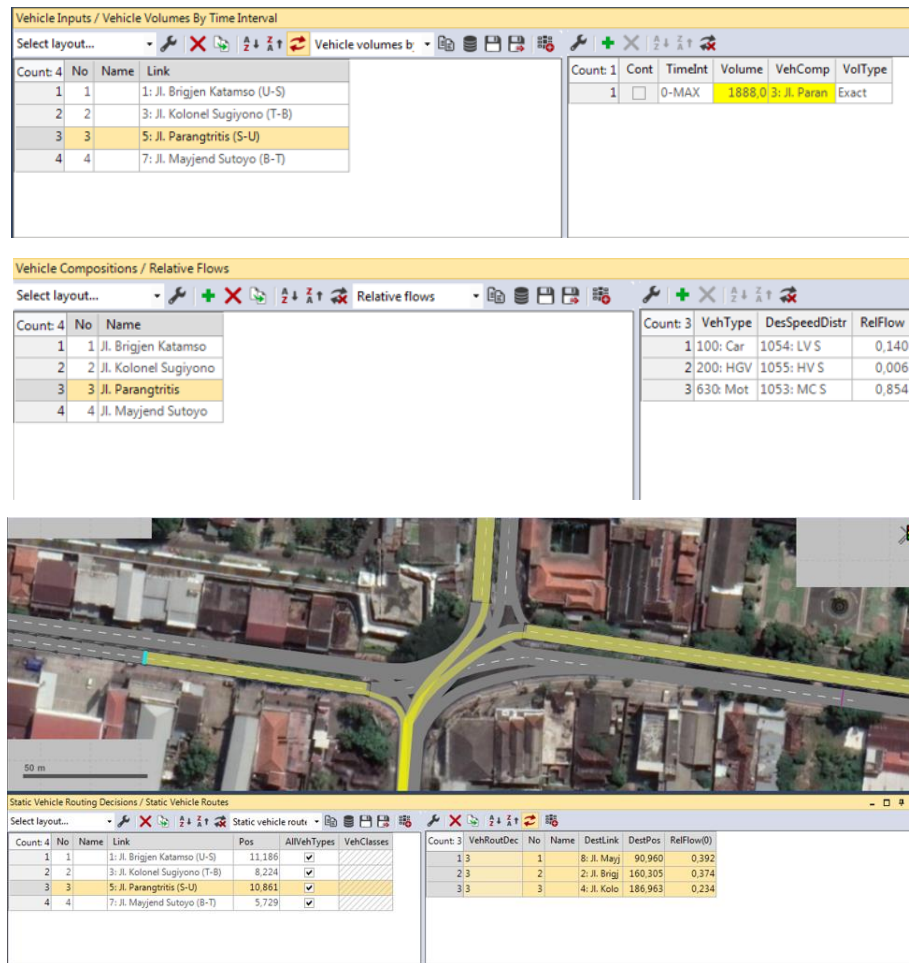 Vehicle Inputs / Vehicle Volumes By Time Interval
Select layout... Vehicle volumes b
Count: 4 No Name Link
1 1 1: Jl. Brigjen Katamso (U-S)
2 2 3: Jl. Kolonel Sugiyono (T-B)
3 3 5: Jl. Parangtritis (S-U)
4 4 7: Jl. Mayjend Sutoyo (B-T)
Count: 1 Cont TimeInt Volume VehComp VolType
1 0-MAX 1888,0 3: Jl. Paran Exact
Vehicle Compositions / Relative Flows
Select layout... Relative flows
Count: 4 No Name
1 1 Jl. Brigjen Katamso
2 2 Jl. Kolonel Sugiyono
3 3 Jl. Parangtritis
4 4 Jl. Mayjend Sutoyo
Count: 3 VehType DesSpeedDistr RelFlow
1 100: Car 1054: LV S 0,140
2 200: HGV 1055: HV S 0,006
3 630: Mot 1053: MC S 0,854
50 m
Static Vehicle Routing Decisions / Static Vehicle Routes
Select layout... Static vehicle route
Count: 4 No Name Link Pos AllVehTypes VehClasses
1 1 1: Jl. Brigjen Katamso (U-S) 11,186
2 2 3: Jl. Kolonel Sugiyono (T-B) 8,224
3 3 5: Jl. Parangtritis (S-U) 10,861
4 4 7: Jl. Mayjend Sutoyo (B-T) 5,729
Count: 3 VehRoutDec No Name DestLink DestPos RelFlow(0)
1 3 1 8: Jl. Mayj 90,960 0,392
2 3 2 2: Jl. Brigj 160,305 0,374
3 3 3 4: Jl. Kolo 186,963 0,234